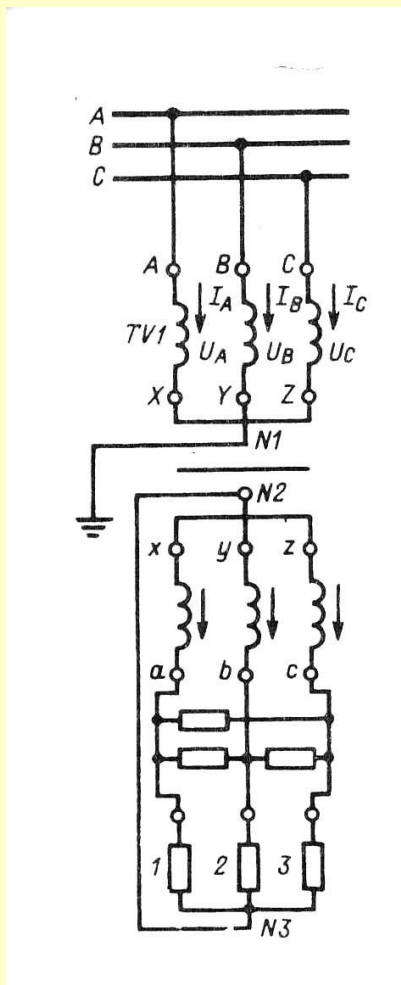 A
B
C
A B C
I_A I_B I_C
TV1 U_A U_B U_C
X Y Z
N1
N2
x y z
a b c
1 2 3
N3